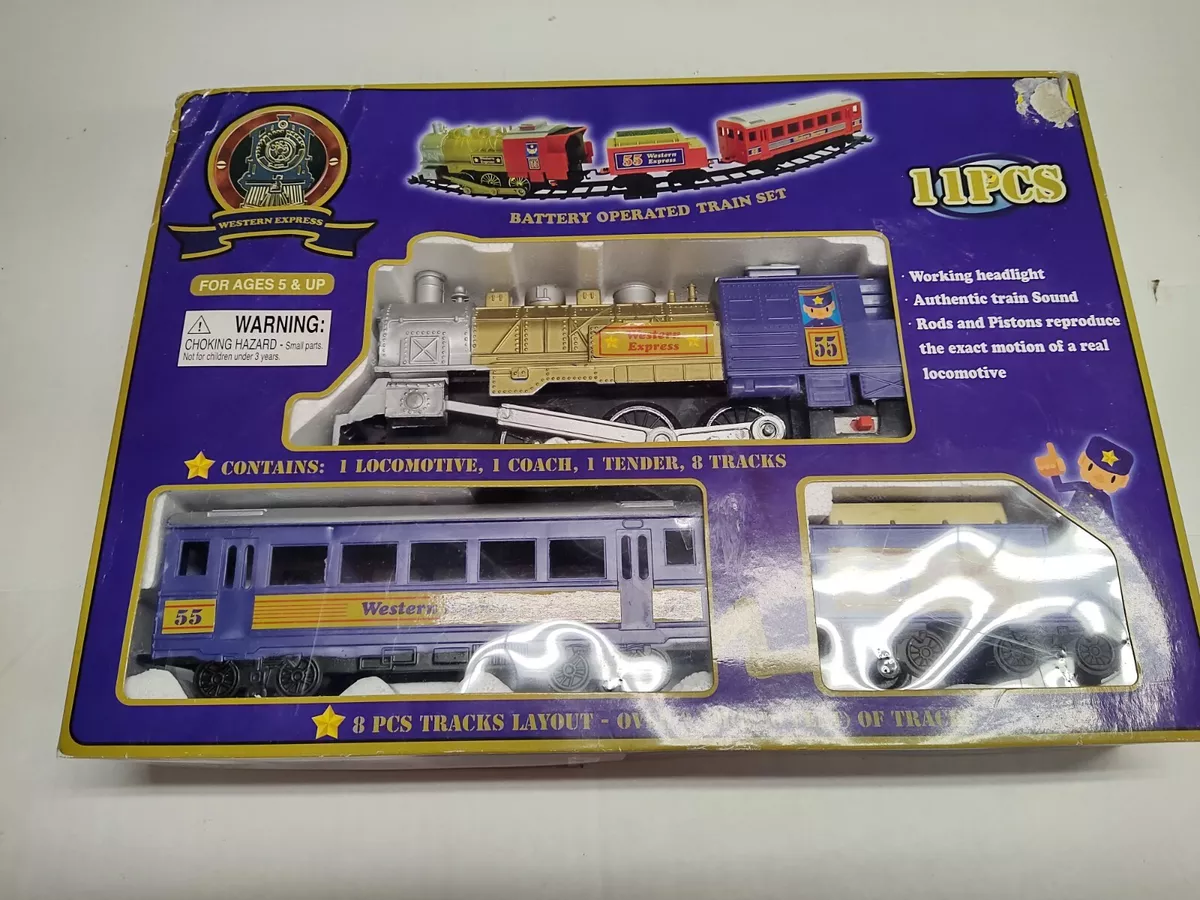 WESTERN EXPRESS
FOR AGES 5 & UP
WARNING:
CHOKING HAZARD - Small parts.
Not for children under 3 years.
55 Western
Express
BATTERY OPERATED TRAIN SET
11PCS
· Working headlight
· Authentic train Sound
· Rods and Pistons reproduce
the exact motion of a real
locomotive
Western
Express
55
CONTAINS: 1 LOCOMOTIVE, 1 COACH, 1 TENDER, 8 TRACKS
55
Western
8 PCS TRACKS LAYOUT - OF TRACK